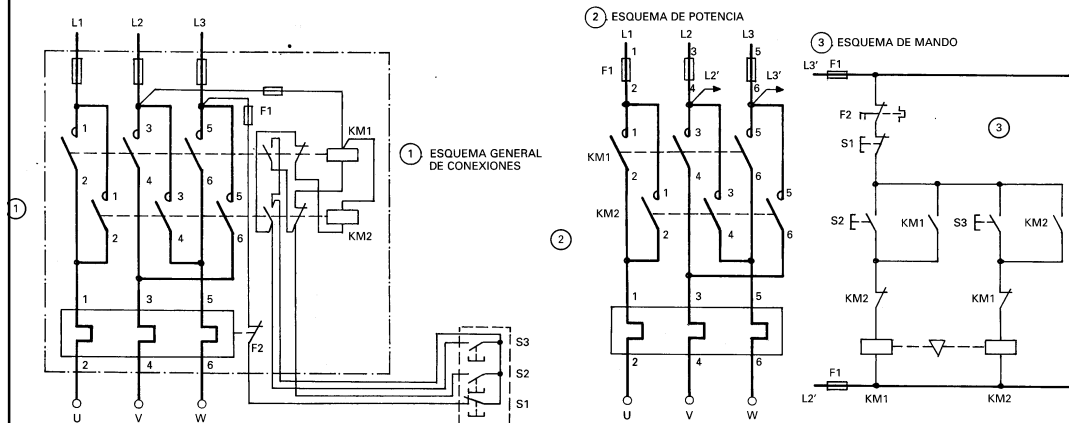 L1 L2 L3
F1
1 3 5
KM1
2 4 6
1 3 5
KM2
2 4 6
1 ESQUEMA GENERAL
DE CONEXIONES
1
1 3 5
F2
2 4 6
U V W
S3
S2
S1
2 . ESQUEMA DE POTENCIA
L1 L2 L3
1 3 5
F1 L2' L3'
2 4 6
1 3 5
KM1
2 4 6
1 3 5
KM2
2 4 6
2
1 3 5
2 4 6
U V W
3 . ESQUEMA DE MANDO
L3' F1
F2
3
S1
S2 KM1 S3 KM2
KM2 KM1
F1
L2' KM1 KM2